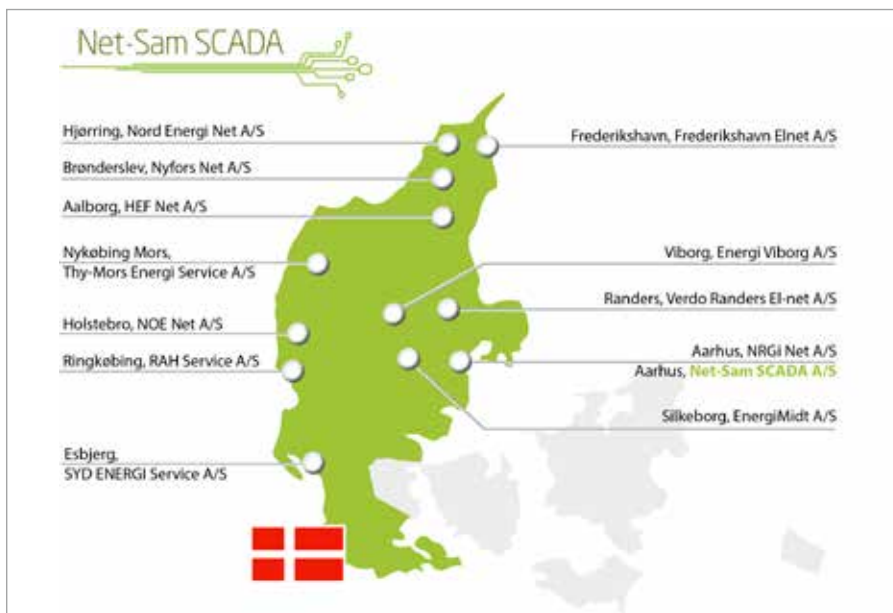 Net-Sam SCADA
Hjørring, Nord Energi Net A/S
Brønderslev, Nyfors Net A/S
Aalborg, HEF Net A/S
Nykøbing Mors,
Thy-Mors Energi Service A/S
Holstebro, NOE Net A/S
Ringkøbing, RAH Service A/S
Esbjerg,
SYD ENERGI Service A/S
Frederikshavn, Frederikshavn Elnet A/S
Viborg, Energi Viborg A/S
Randers, Verdo Randers El-net A/S
Aarhus, NRGi Net A/S
Aarhus, Net-Sam SCADA A/S
Silkeborg, EnergiMidt A/S